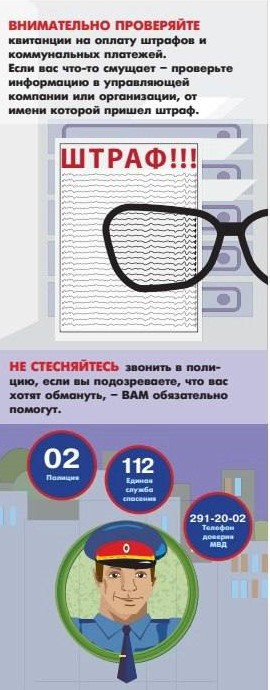 ВНИМАТЕЛЬНО ПРОВЕРЯЙТЕ
квитанции на оплату штрафов и
коммунальных платежей.
Если вас что-то смущает – проверьте
информацию в управляющей
компании или организации, от
имени которой пришел штраф.
ШТРАФ!!!
НЕ СТЕСНЯЙТЕСЬ звонить в поли-
цию, если вы подозреваете, что вас
хотят обмануть, – ВАМ обязательно
помогут.
02
Полиция
112
Единая
служба
спасения
291-20-02
Телефон
доверия
МВД